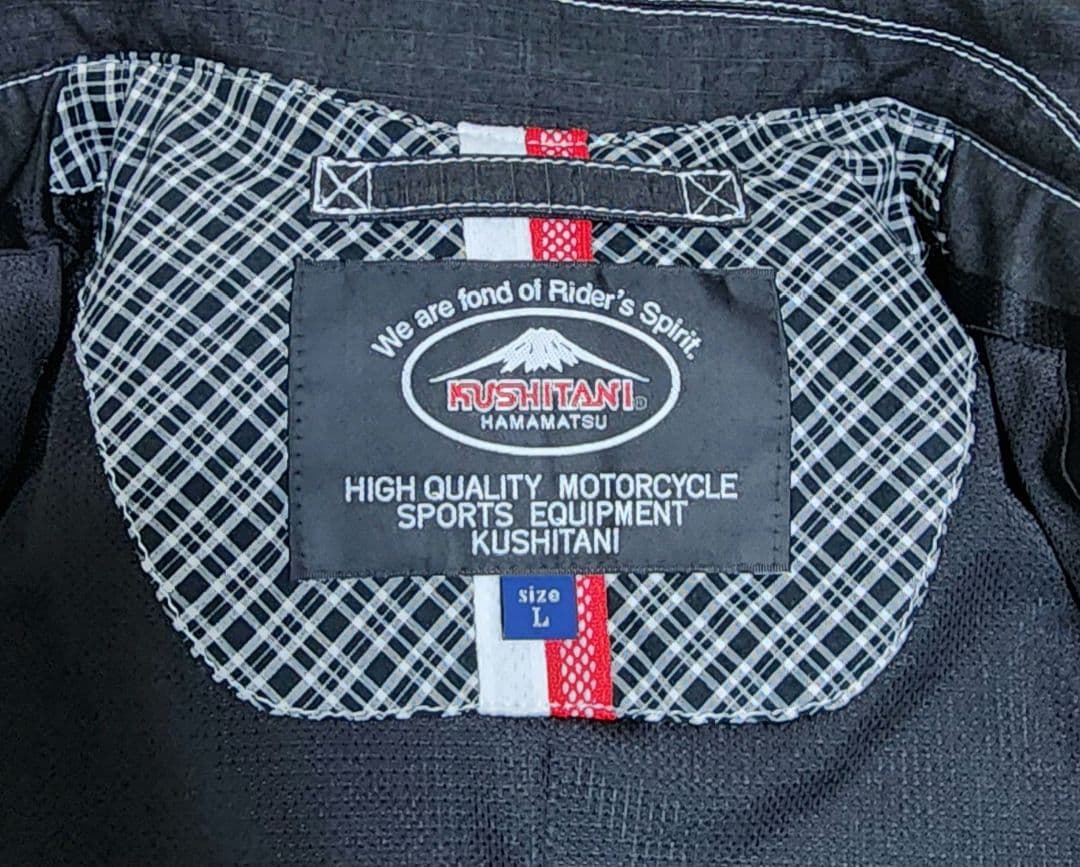 We are fond of Rider's Spirit.
KUSHITANI®
HAMAMATSU
HIGH QUALITY MOTORCYCLE
SPORTS EQUIPMENT
KUSHITANI
size
L